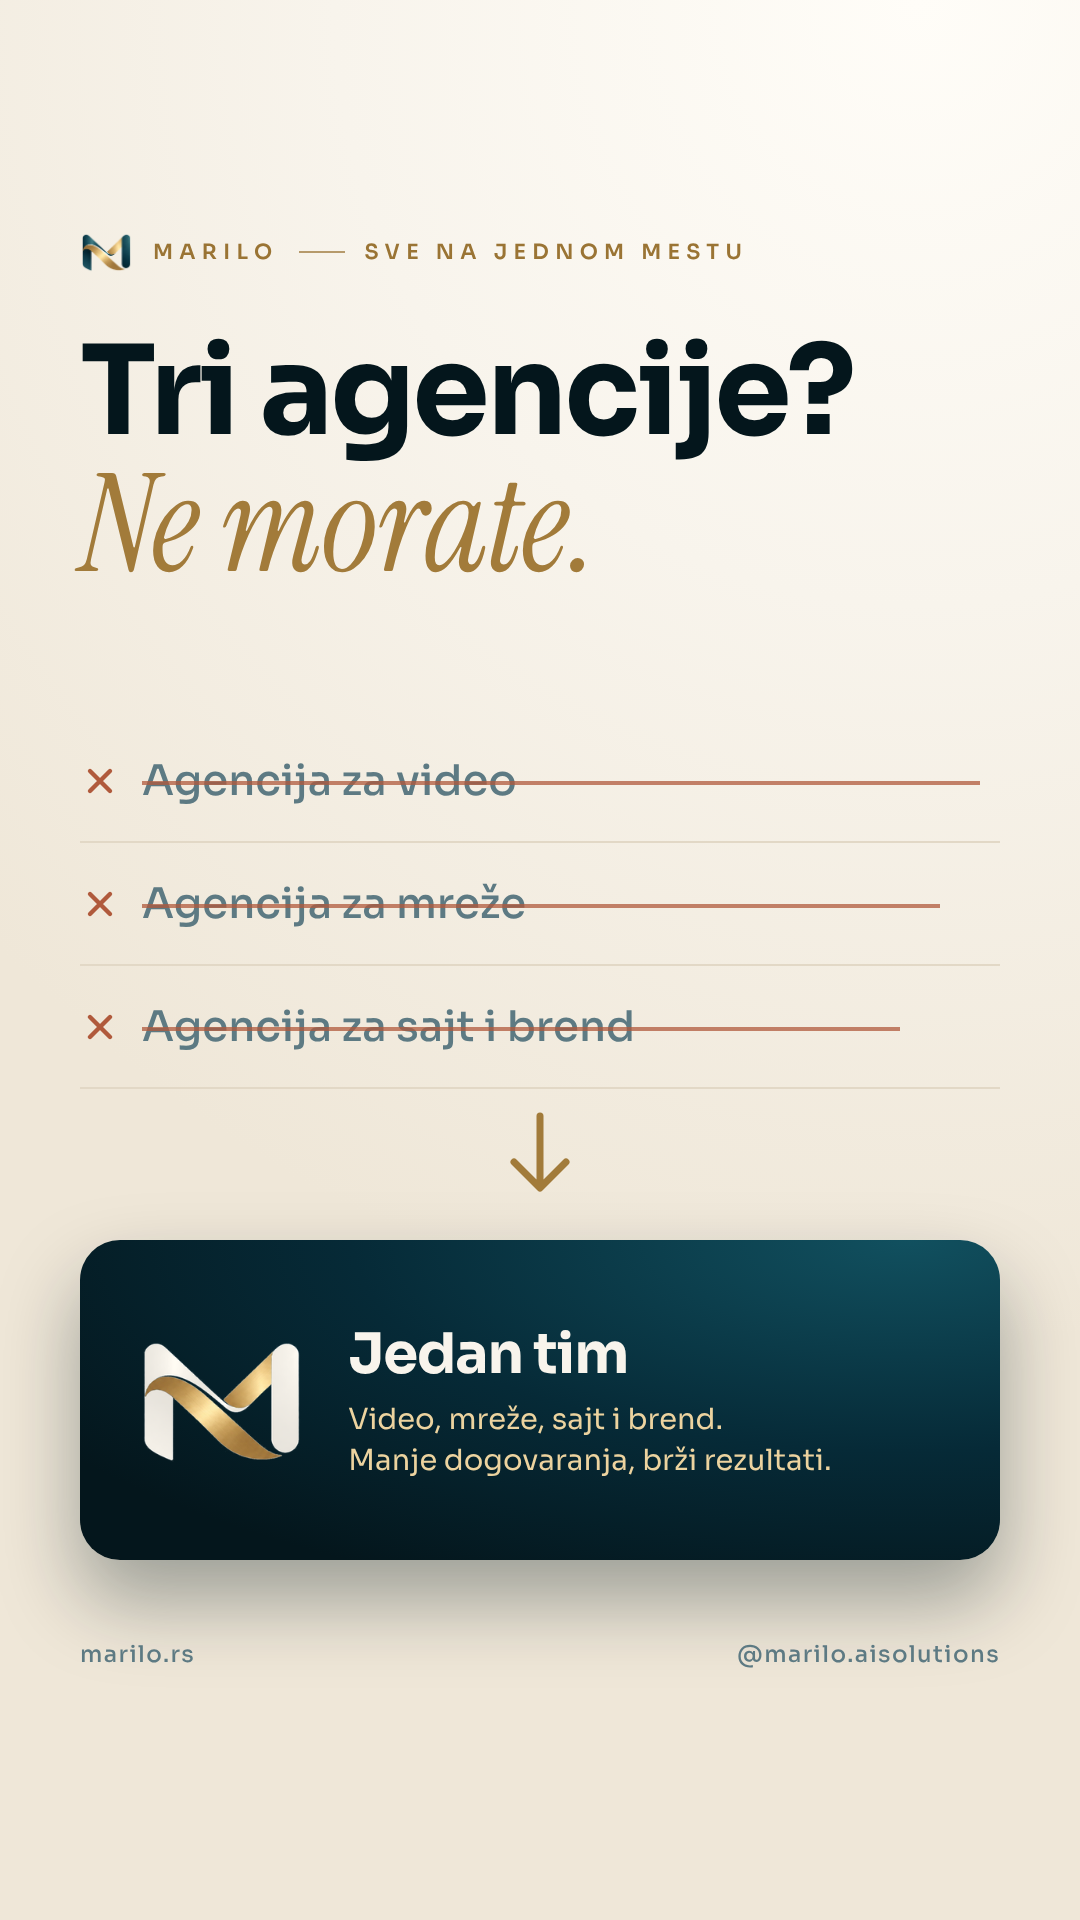 MARILO — SVE NA JEDNOM MESTU
Tri agencije?
Ne morate.
Agencija za video
Agencija za mreže
Agencija za sajt i brend
Jedan tim
Video, mreže, sajt i brend.
Manje dogovaranja, brži rezultati.
marilo.rs
@marilo.aisolutions